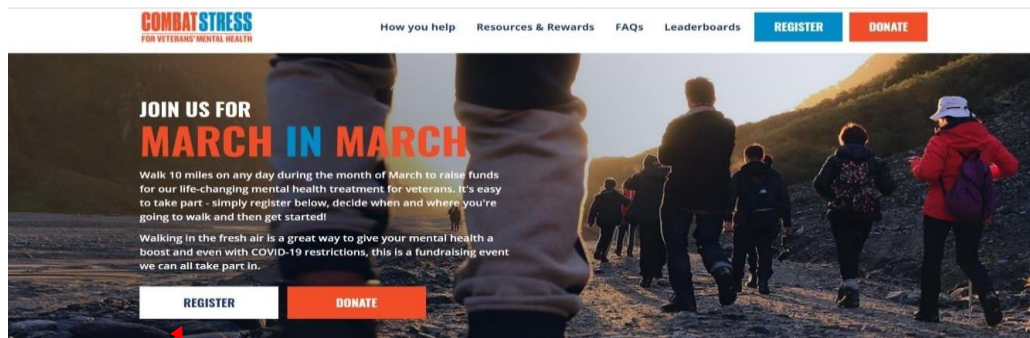 COMBAT STRESS
FOR VETERANS' MENTAL HEALTH
How you help Resources & Rewards FAQs Leaderboards REGISTER DONATE
JOIN US FOR
MARCH IN MARCH
Walk 10 miles on any day during the month of March to raise funds
for our life-changing mental health treatment for veterans. It's easy
to take part - simply register below, decide when and where you're
going to walk and then get started!
Walking in the fresh air is a great way to give your mental health a
boost and even with COVID-19 restrictions, this is a fundraising event
we can all take part in.
REGISTER DONATE